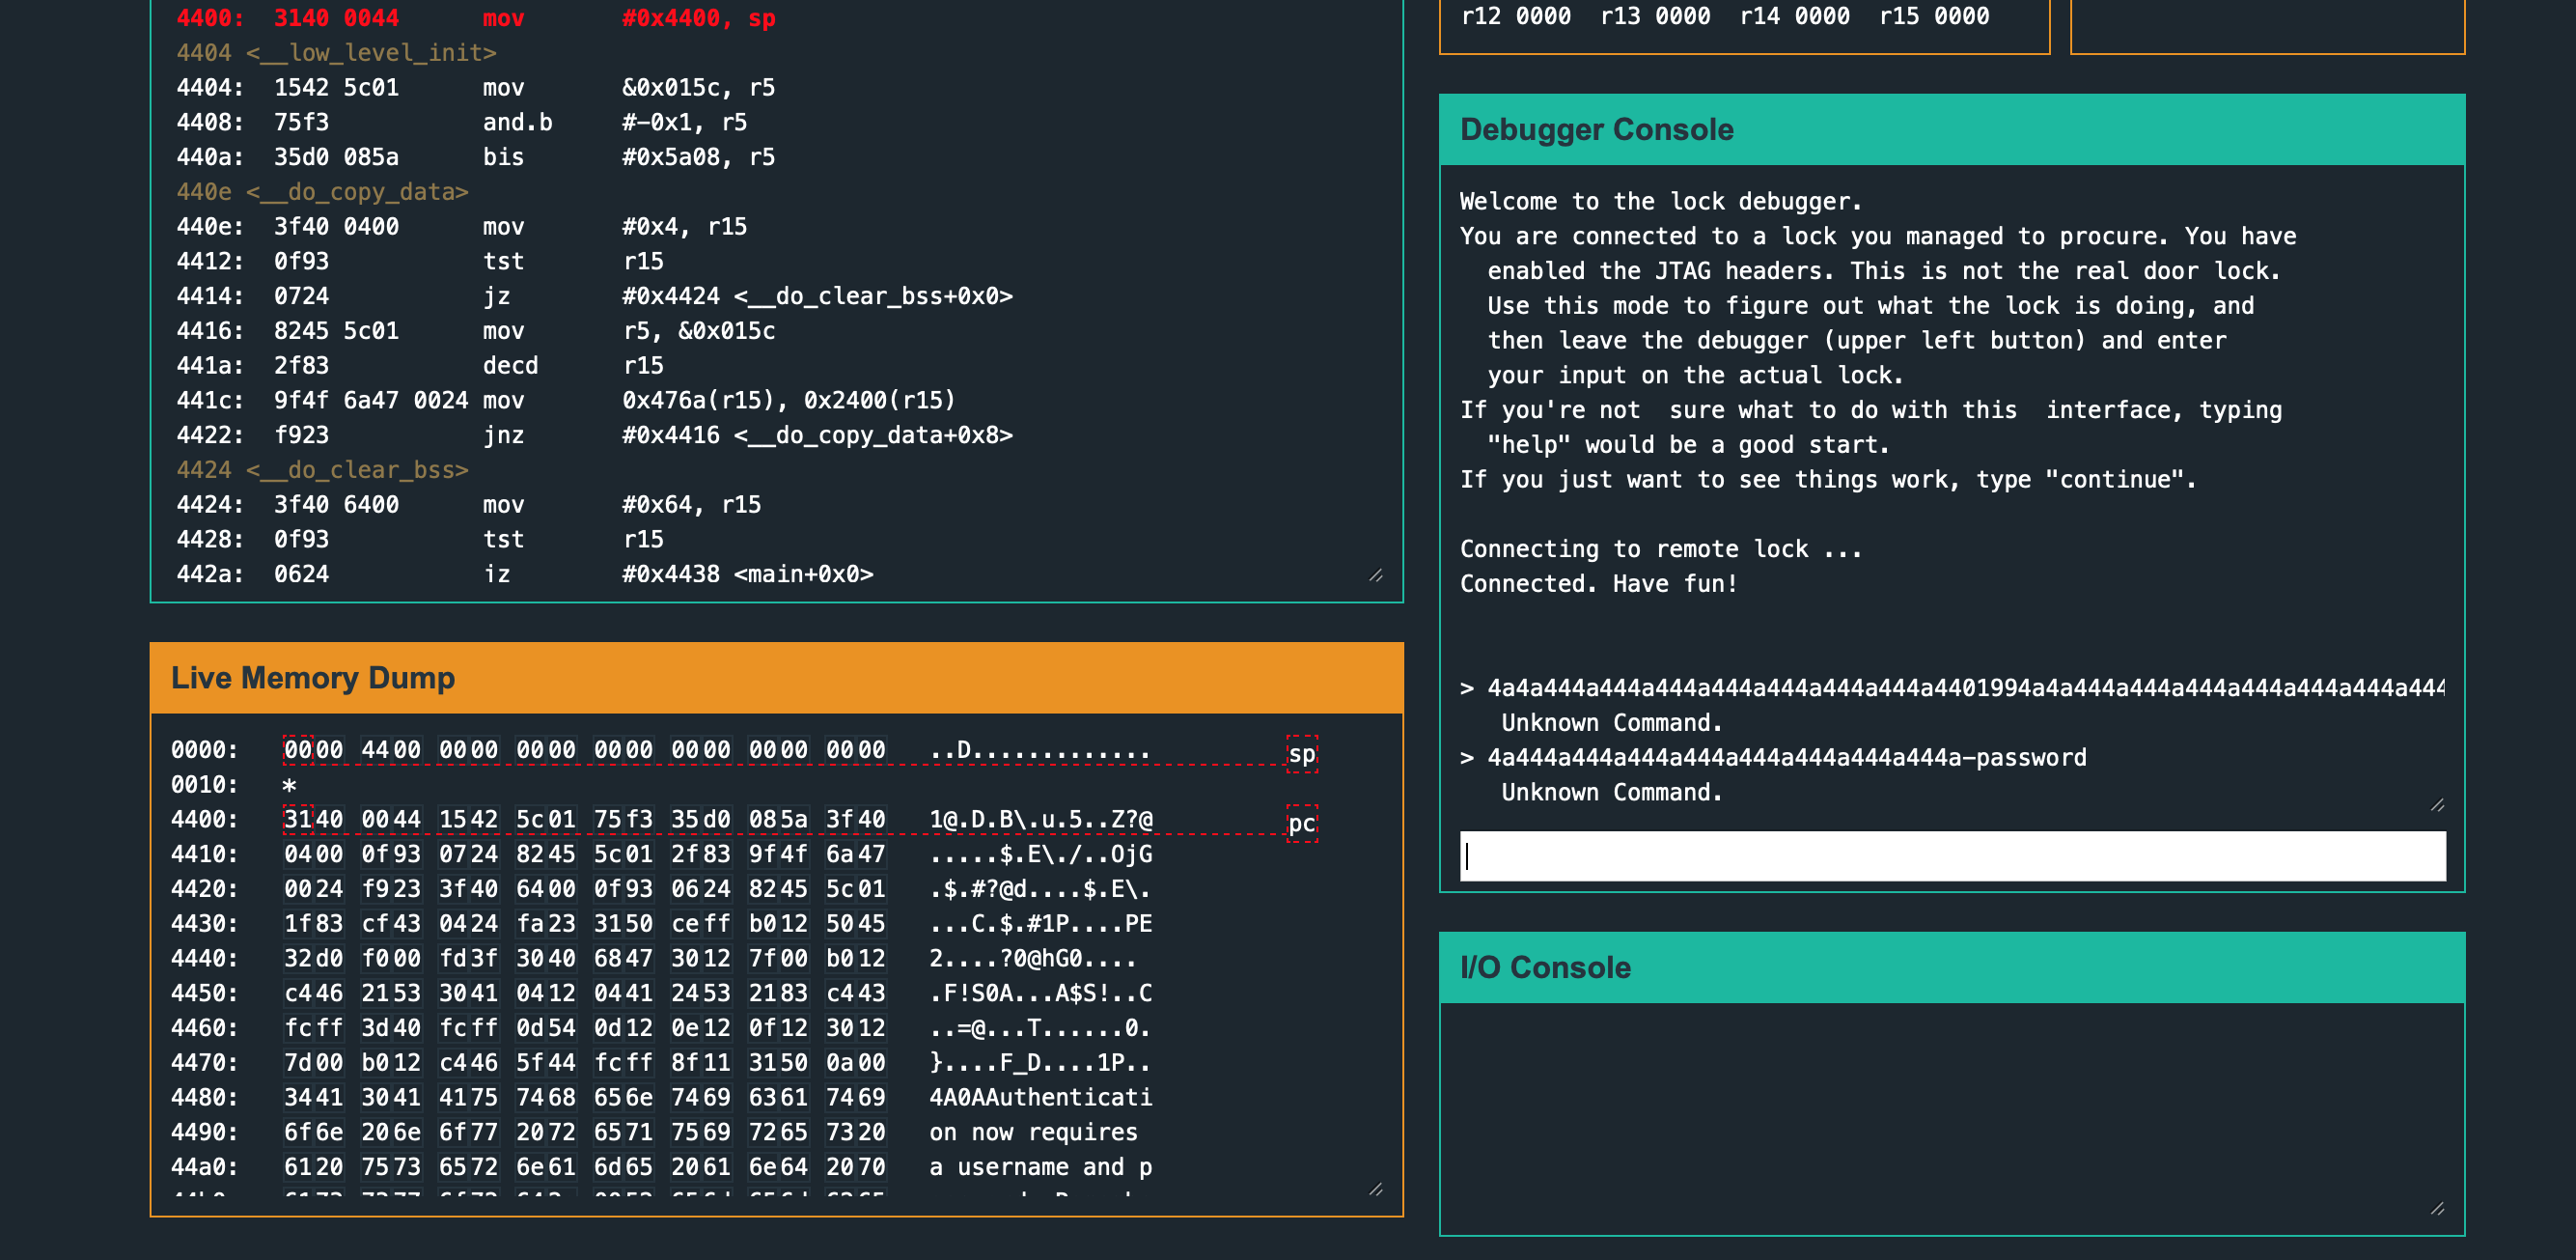 4400: 3140 0044 mov #0x4400, sp
4404 <__low_level_init>
4404: 1542 5c01 mov &0x015c, r5
4408: 75f3 and.b #-0x1, r5
440a: 35d0 085a bis #0x5a08, r5
440e <__do_copy_data>
440e: 3f40 0400 mov #0x4, r15
4412: 0f93 tst r15
4414: 0724 jz #0x4424 <__do_clear_bss+0x0>
4416: 8245 5c01 mov r5, &0x015c
441a: 2f83 decd r15
441c: 9f4f 6a47 0024 mov 0x476a(r15), 0x2400(r15)
4422: f923 jnz #0x4416 <__do_copy_data+0x8>
4424 <__do_clear_bss>
4424: 3f40 6400 mov #0x64, r15
4428: 0f93 tst r15
442a: 0624 jz #0x4438 <main+0x0>
Live Memory Dump
0000: 0000 4400 0000 0000 0000 0000 0000 0000 ..D............. sp
0010: *
4400: 3140 0044 1542 5c01 75f3 35d0 085a 3f40 1@.D.B\.u.5..Z?@ pc
4410: 0400 0f93 0724 8245 5c01 2f83 9f4f 6a47 .....$.E\./..OjG
4420: 0024 f923 3f40 6400 0f93 0624 8245 5c01 .$.#?@d....$.E\.
4430: 1f83 cf43 0424 fa23 3150 ceff b012 5045 ...C.$.#1P....PE
4440: 32d0 f000 fd3f 3040 6847 3012 7f00 b012 2....?0@hG0....
4450: c446 2153 3041 0412 0441 2453 2183 c443 .F!S0A...A$S!..C
4460: fcff 3d40 fcff 0d54 0d12 0e12 0f12 3012 ..=@...T......0.
4470: 7d00 b012 c446 5f44 fcff 8f11 3150 0a00 }....F_D....1P..
4480: 3441 3041 4175 7468 656e 7469 6361 7469 4A0AAuthenticati
4490: 6f6e 206e 6f77 2072 6571 7569 7265 7320 on now requires
44a0: 6120 7573 6572 6e61 6d65 2061 6e64 2070 a username and p
r12 0000 r13 0000 r14 0000 r15 0000
Debugger Console
Welcome to the lock debugger.
You are connected to a lock you managed to procure. You have
enabled the JTAG headers. This is not the real door lock.
Use this mode to figure out what the lock is doing, and
then leave the debugger (upper left button) and enter
your input on the actual lock.
If you're not  sure what to do with this  interface, typing
"help" would be a good start.
If you just want to see things work, type "continue".
Connecting to remote lock ...
Connected. Have fun!
> 4a4a444a444a444a444a444a444a444a4401994a4a444a444a444a444a444a444a444
Unknown Command.
> 4a444a444a444a444a444a444a444a444a-password
Unknown Command.
I/O Console